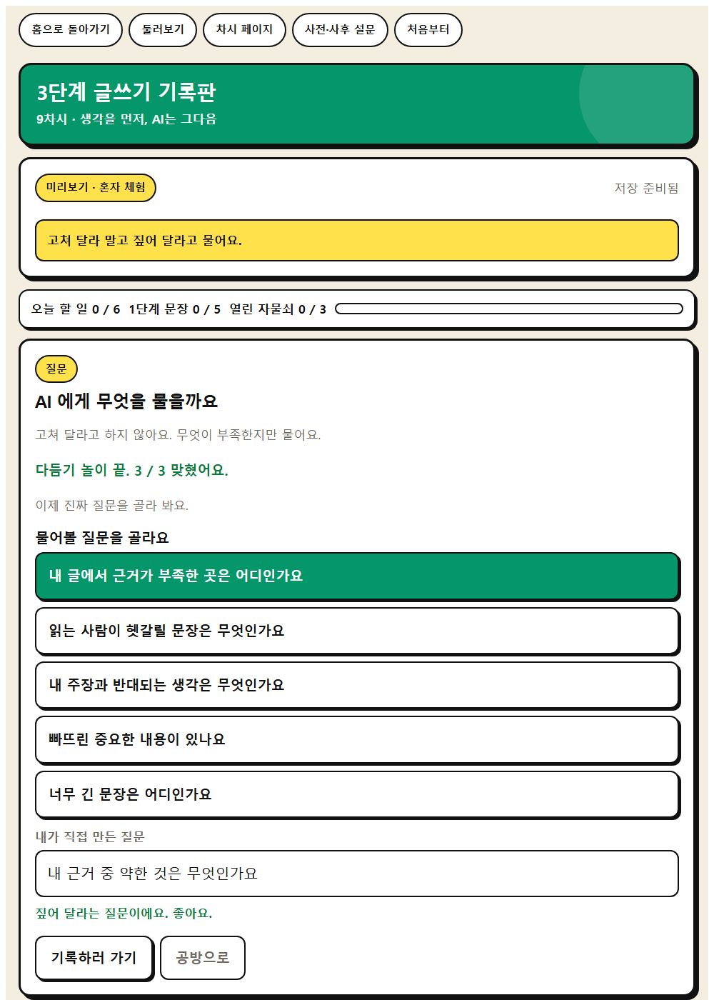 홈으로 돌아가기 둘러보기 차시 페이지 사전·사후 설문 처음부터
3단계 글쓰기 기록판
9차시 · 생각을 먼저, AI는 그다음
미리보기 · 혼자 체험 저장 준비됨
고쳐 달라 말고 짚어 달라고 물어요.
오늘 할 일 0 / 6 1단계 문장 0 / 5 열린 자물쇠 0 / 3
질문
AI 에게 무엇을 물을까요
고쳐 달라고 하지 않아요. 무엇이 부족한지만 물어요.
다듬기 놀이 끝. 3 / 3 맞혔어요.
이제 진짜 질문을 골라 봐요.
물어볼 질문을 골라요
내 글에서 근거가 부족한 곳은 어디인가요
읽는 사람이 헷갈릴 문장은 무엇인가요
내 주장과 반대되는 생각은 무엇인가요
빠뜨린 중요한 내용이 있나요
너무 긴 문장은 어디인가요
내가 직접 만든 질문
내 근거 중 약한 것은 무엇인가요
짚어 달라는 질문이에요. 좋아요.
기록하러 가기 공방으로